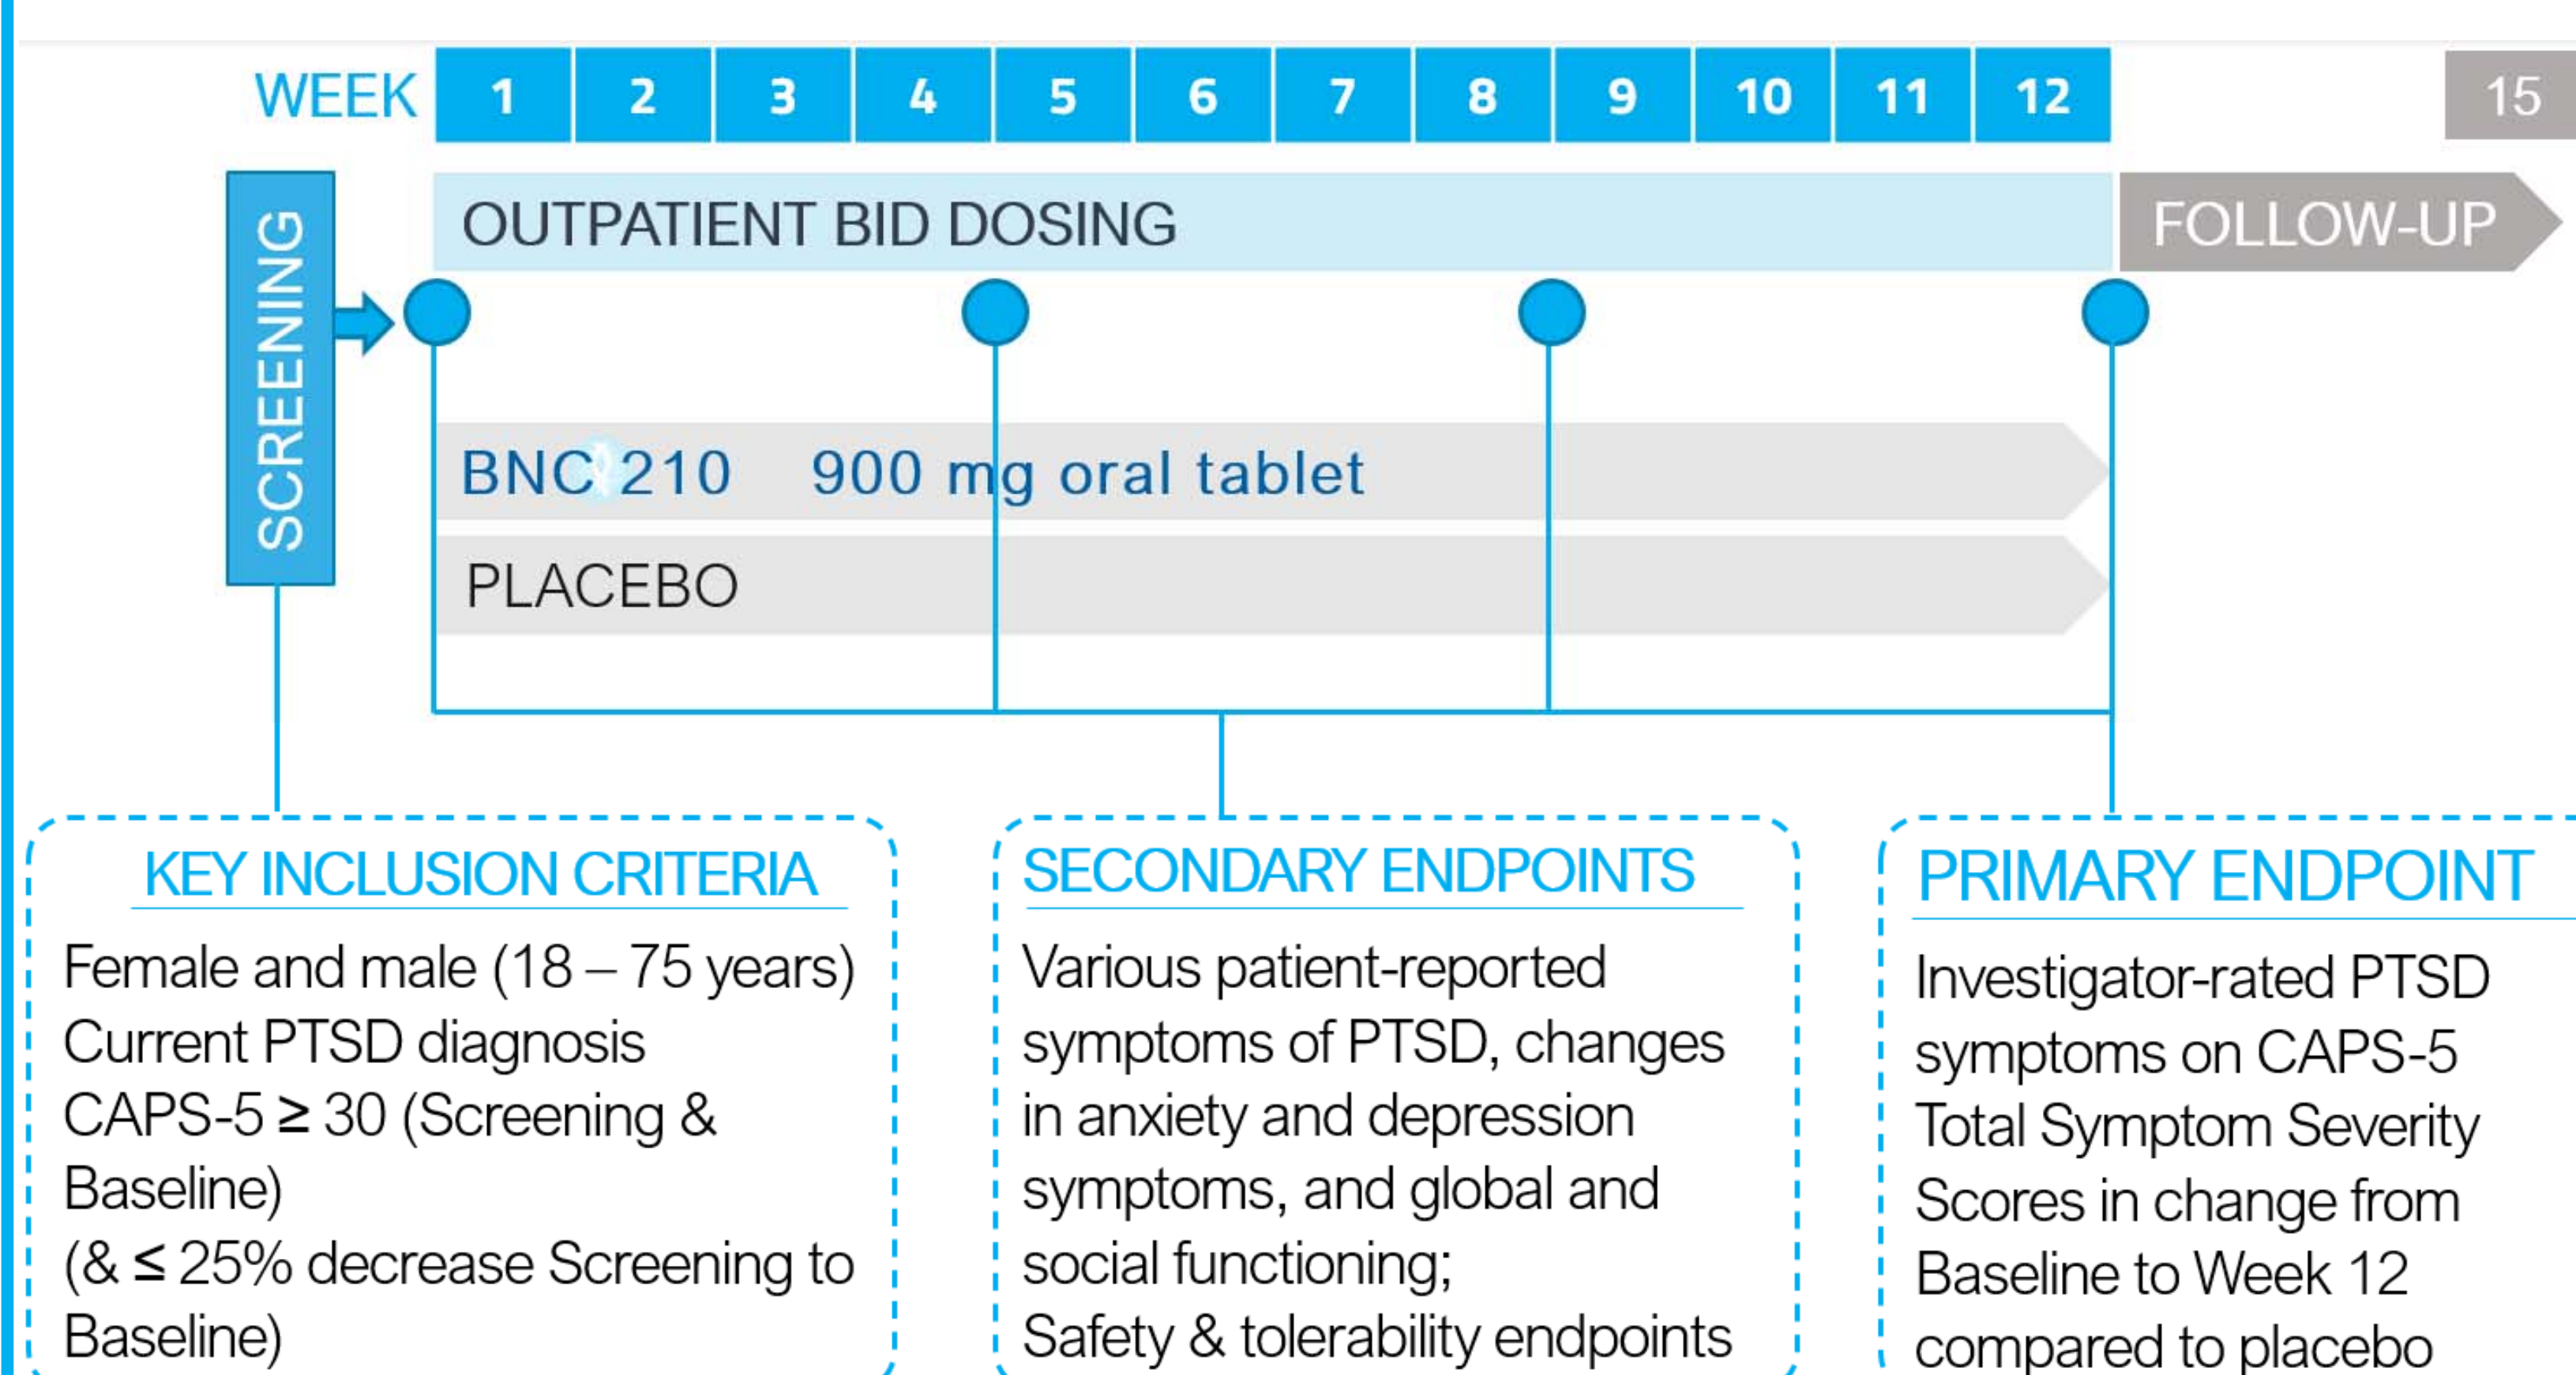 WEEK 1 2 3 4 5 6 7 8 9 10 11 12 15
SCREENING
OUTPATIENT BID DOSING
FOLLOW-UP
BNC 210 900 mg oral tablet
PLACEBO
KEY INCLUSION CRITERIA
Female and male (18 – 75 years)
Current PTSD diagnosis
CAPS-5 ≥ 30 (Screening &
Baseline)
(& ≤ 25% decrease Screening to
Baseline)
SECONDARY ENDPOINTS
Various patient-reported
symptoms of PTSD, changes
in anxiety and depression
symptoms, and global and
social functioning;
Safety & tolerability endpoints
PRIMARY ENDPOINT
Investigator-rated PTSD
symptoms on CAPS-5
Total Symptom Severity
Scores in change from
Baseline to Week 12
compared to placebo